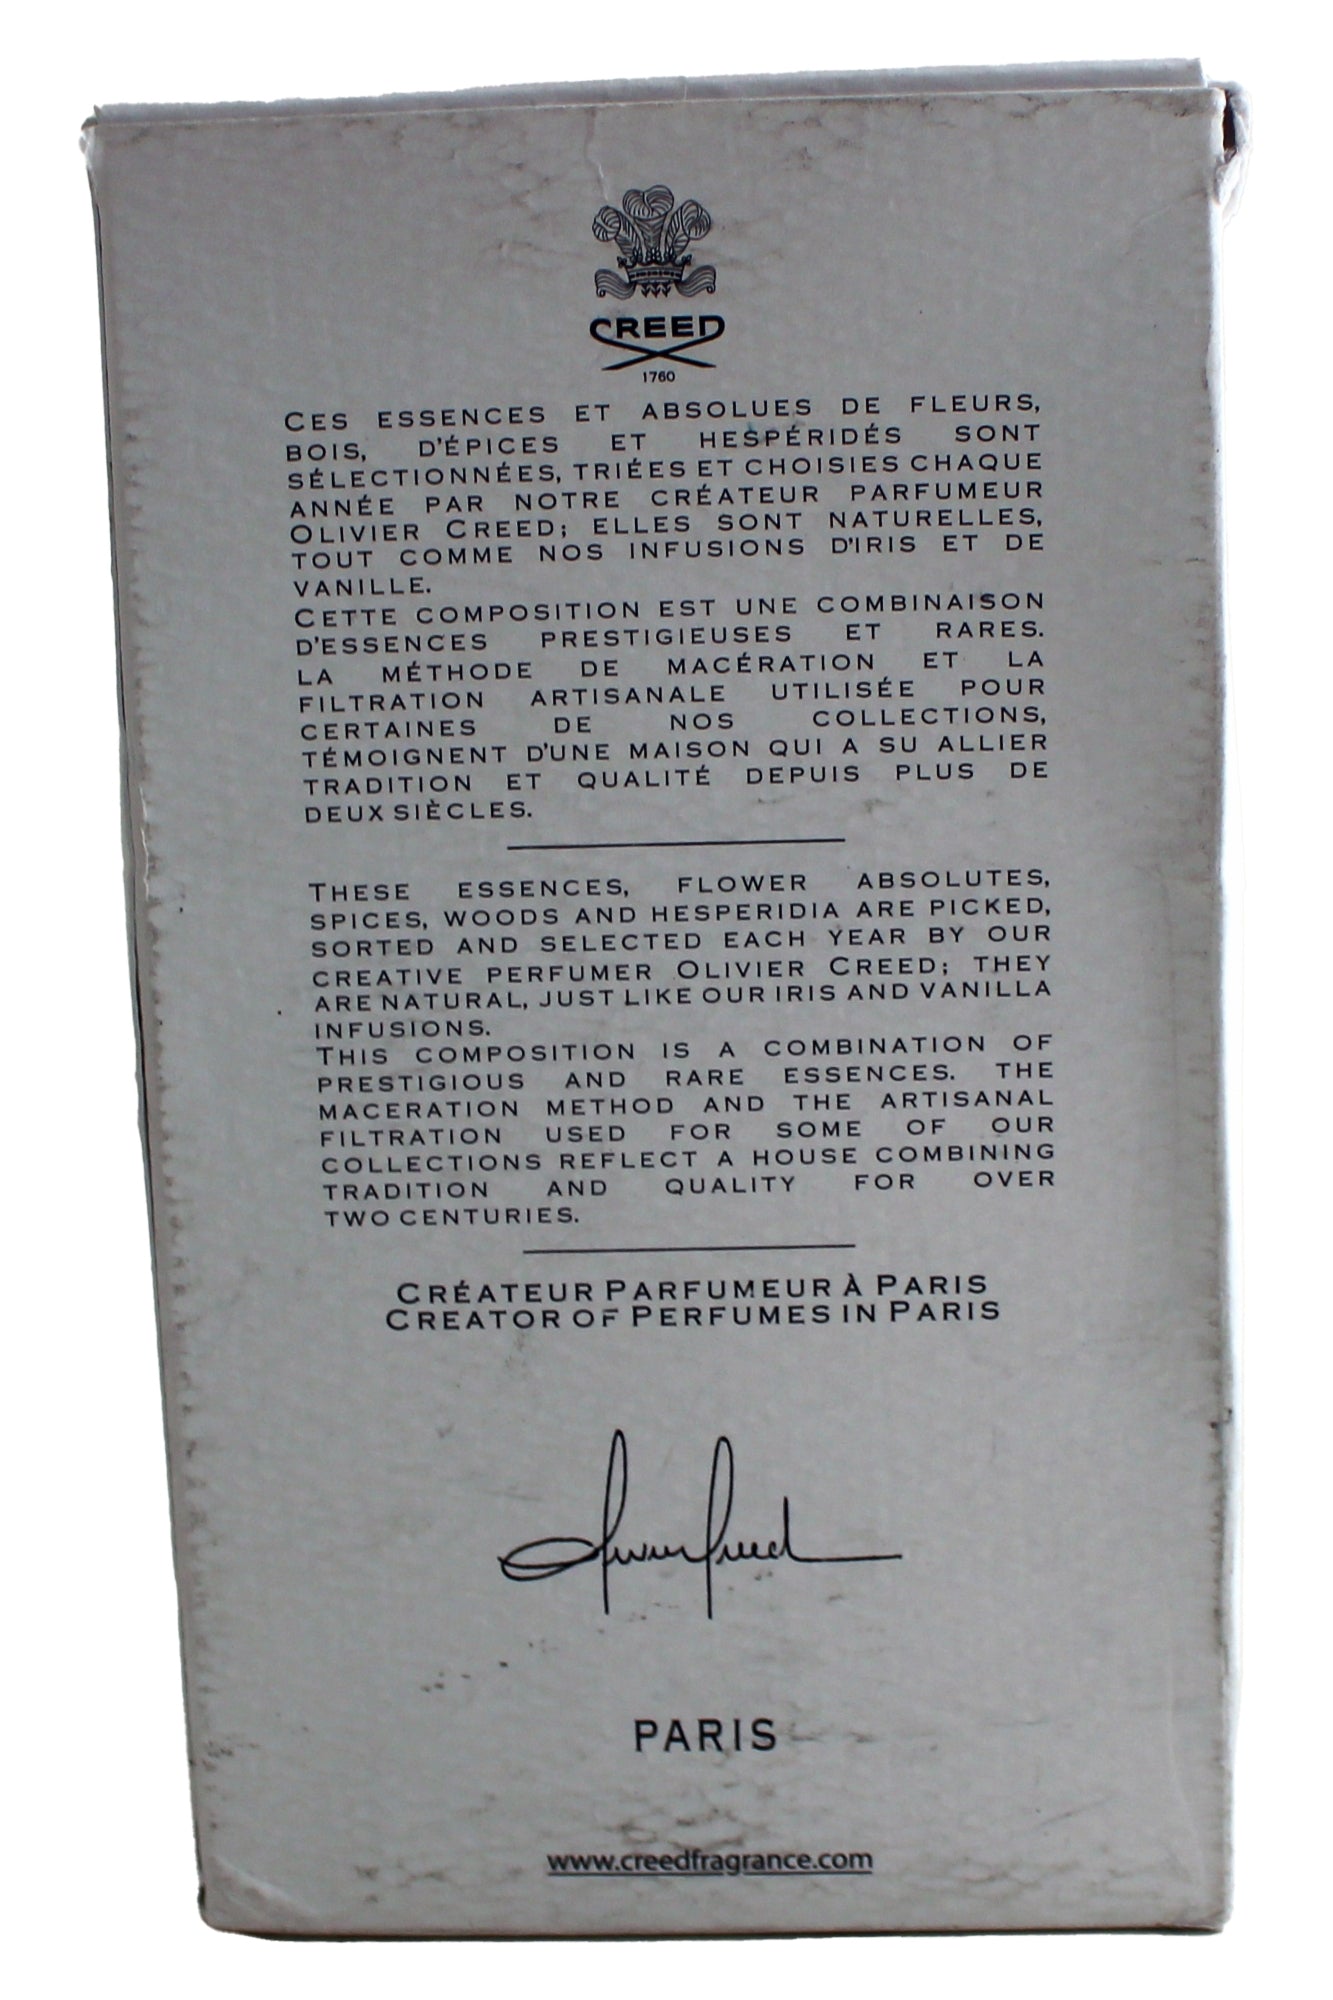 CREED
1760
CES ESSENCES ET ABSOLUES DE FLEURS,
BOIS, D'ÉPICES ET HESPÉRIDÉS SONT
SÉLECTIONNÉES, TRIÉES ET CHOISIES CHAQUE
ANNÉE PAR NOTRE CRÉATEUR PARFUMEUR
OLIVIER CREED; ELLES SONT NATURELLES,
TOUT COMME NOS INFUSIONS D'IRIS ET DE
VANILLE.
CETTE COMPOSITION EST UNE COMBINAISON
D'ESSENCES PRESTIGIEUSES ET RARES.
LA MÉTHODE DE MACÉRATION ET LA
FILTRATION ARTISANALE UTILISÉE POUR
CERTAINES DE NOS COLLECTIONS,
TÉMOIGNENT D'UNE MAISON QUI A SU ALLIER
TRADITION ET QUALITÉ DEPUIS PLUS DE
DEUX SIÈCLES.
THESE ESSENCES, FLOWER ABSOLUTES,
SPICES, WOODS AND HESPERIDIA ARE PICKED,
SORTED AND SELECTED EACH YEAR BY OUR
CREATIVE PERFUMER OLIVIER CREED; THEY
ARE NATURAL, JUST LIKE OUR IRIS AND VANILLA
INFUSIONS.
THIS COMPOSITION IS A COMBINATION OF
PRESTIGIOUS AND RARE ESSENCES. THE
MACERATION METHOD AND THE ARTISANAL
FILTRATION USED FOR SOME OF OUR
COLLECTIONS REFLECT A HOUSE COMBINING
TRADITION AND QUALITY FOR OVER
TWO CENTURIES.
CRÉATEUR PARFUMEUR À PARIS
CREATOR OF PERFUMES IN PARIS
PARIS
www.creedfragrance.com